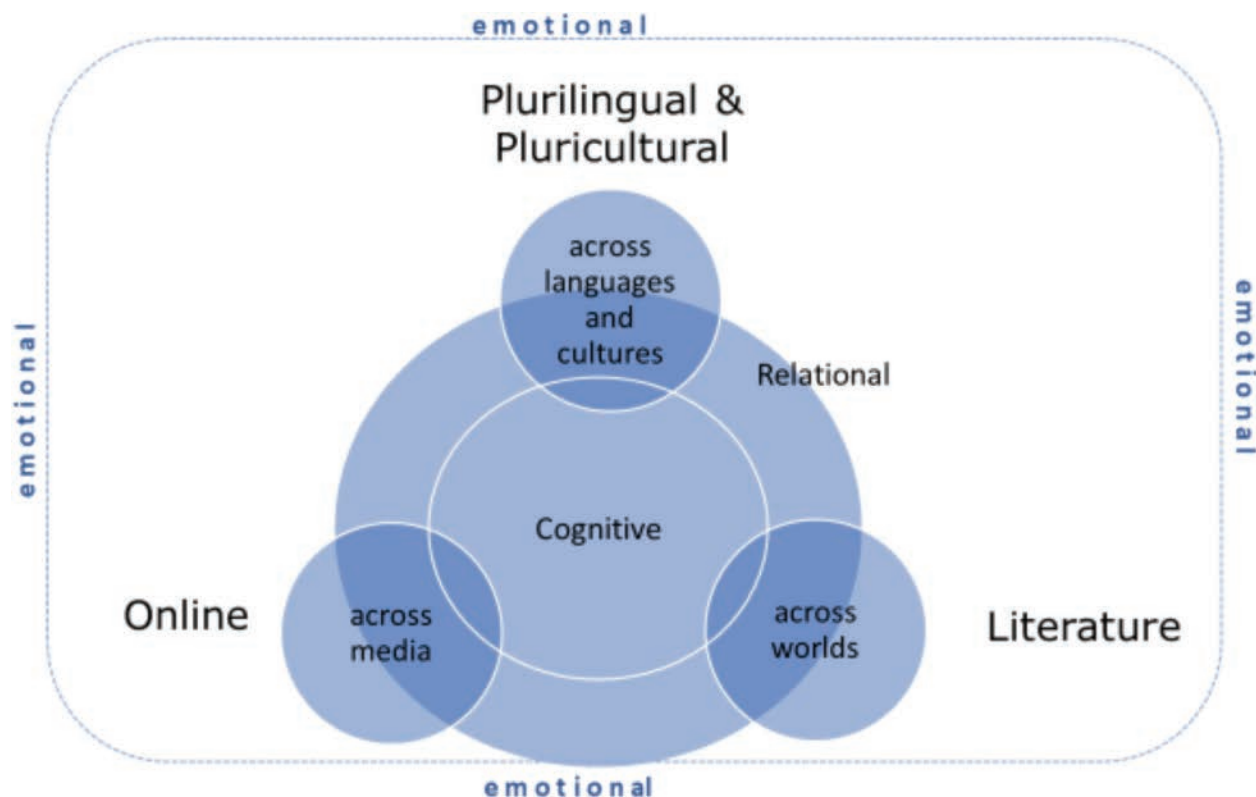 emotional
Plurilingual &
Pluricultural
across
languages
and
cultures
emotional
emotional
Relational
Cognitive
Online
across
media
across
worlds
Literature
emotional